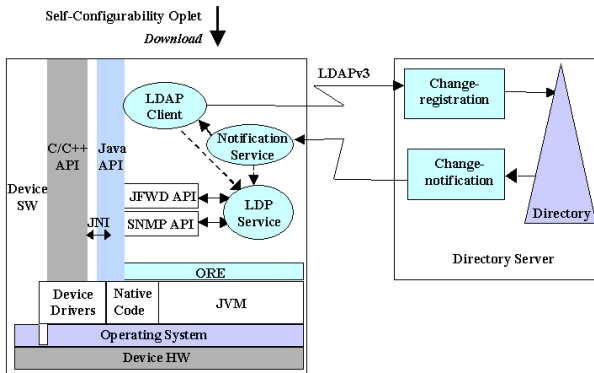 Self-Configurability Oplet
Download
LDAPv3
LDAP
Client
Change-
registration
C/C++
API
Java
API
Notification
Service
Change-
notification
Device
SW
JFWD API
LDP
Service
Directory
JNI
SNMP API
Directory Server
ORE
Device
Drivers
Native
Code
JVM
Operating System
Device HW